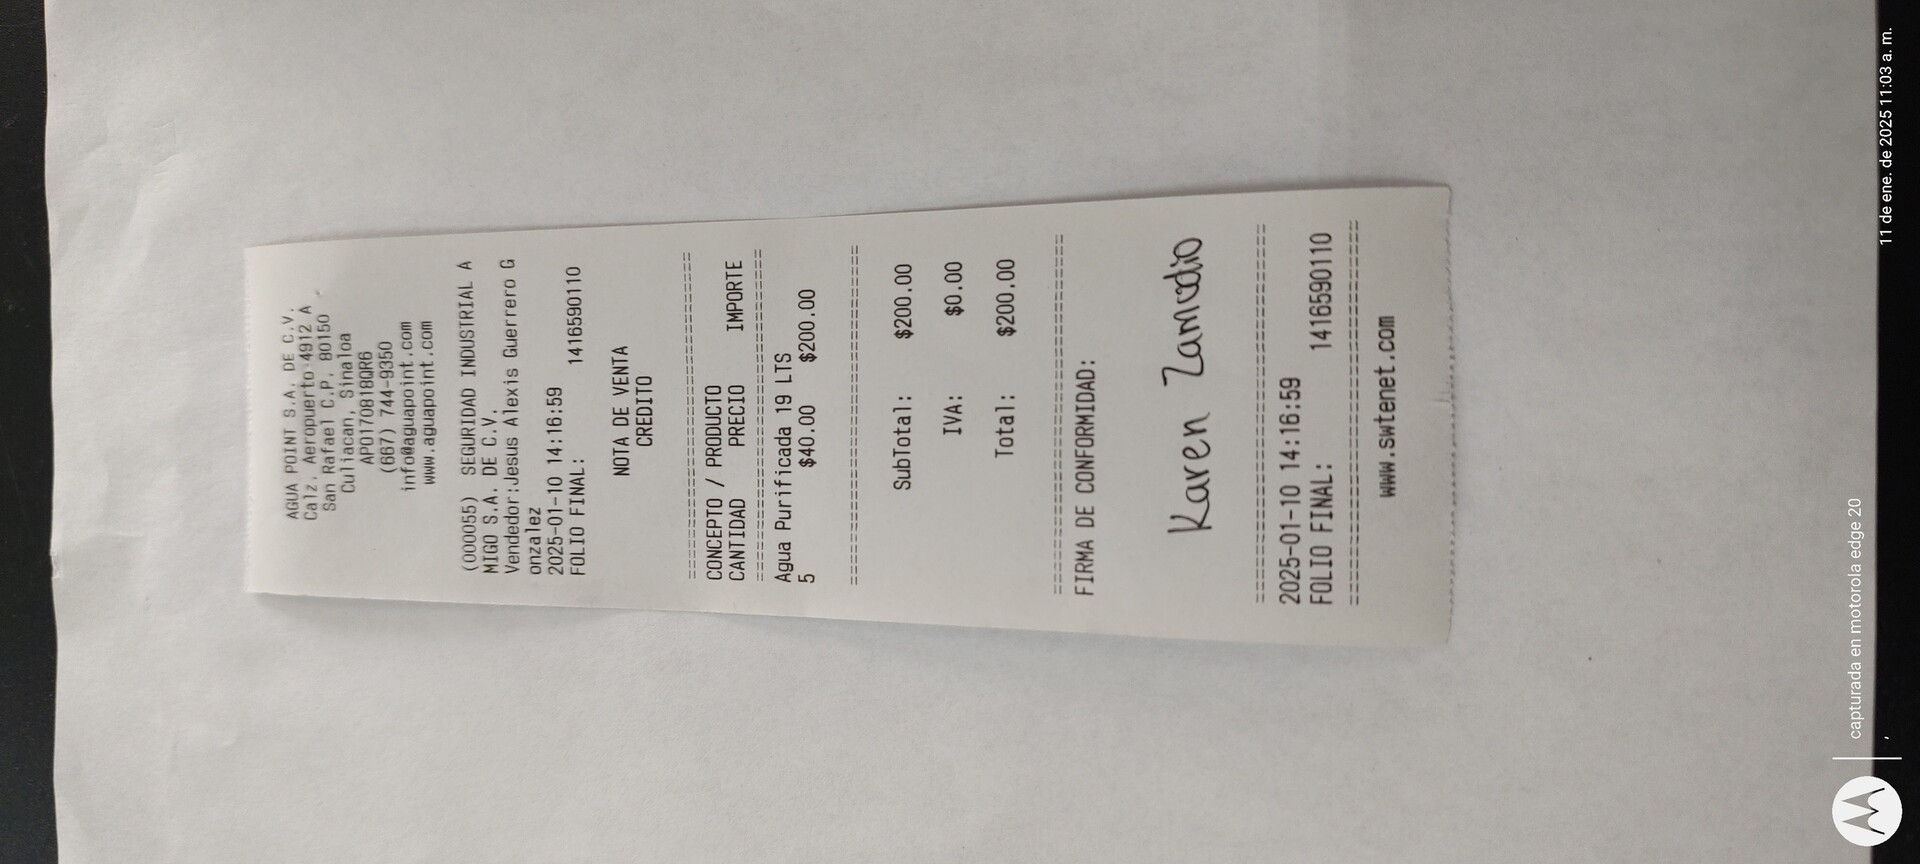 AGUA POINT S.A. DE C.V.
Calz. Aeropuerto 4912 A
San Rafael C.P. 80150
Culiacan, Sinaloa
APO170818QR6
(667) 744-9350
info@aguapoint.com
www.aguapoint.com
(000055) SEGURIDAD INDUSTRIAL A
MIGO S.A. DE C.V.
Vendedor:Jesus Alexis Guerrero G
onzalez
2025-01-10 14:16:59
FOLIO FINAL: 1416590110
NOTA DE VENTA
CREDITO
================================
CONCEPTO / PRODUCTO
CANTIDAD PRECIO IMPORTE
================================
Agua Purificada 19 LTS
5 $40.00 $200.00
================================
SubTotal: $200.00
IVA: $0.00
Total: $200.00
================================
FIRMA DE CONFORMIDAD:
Karen Zamudio
================================
2025-01-10 14:16:59
FOLIO FINAL: 1416590110
================================
www.swtenet.com
capturada en motorola edge 20
11 de ene. de 2025 11:03 a. m.